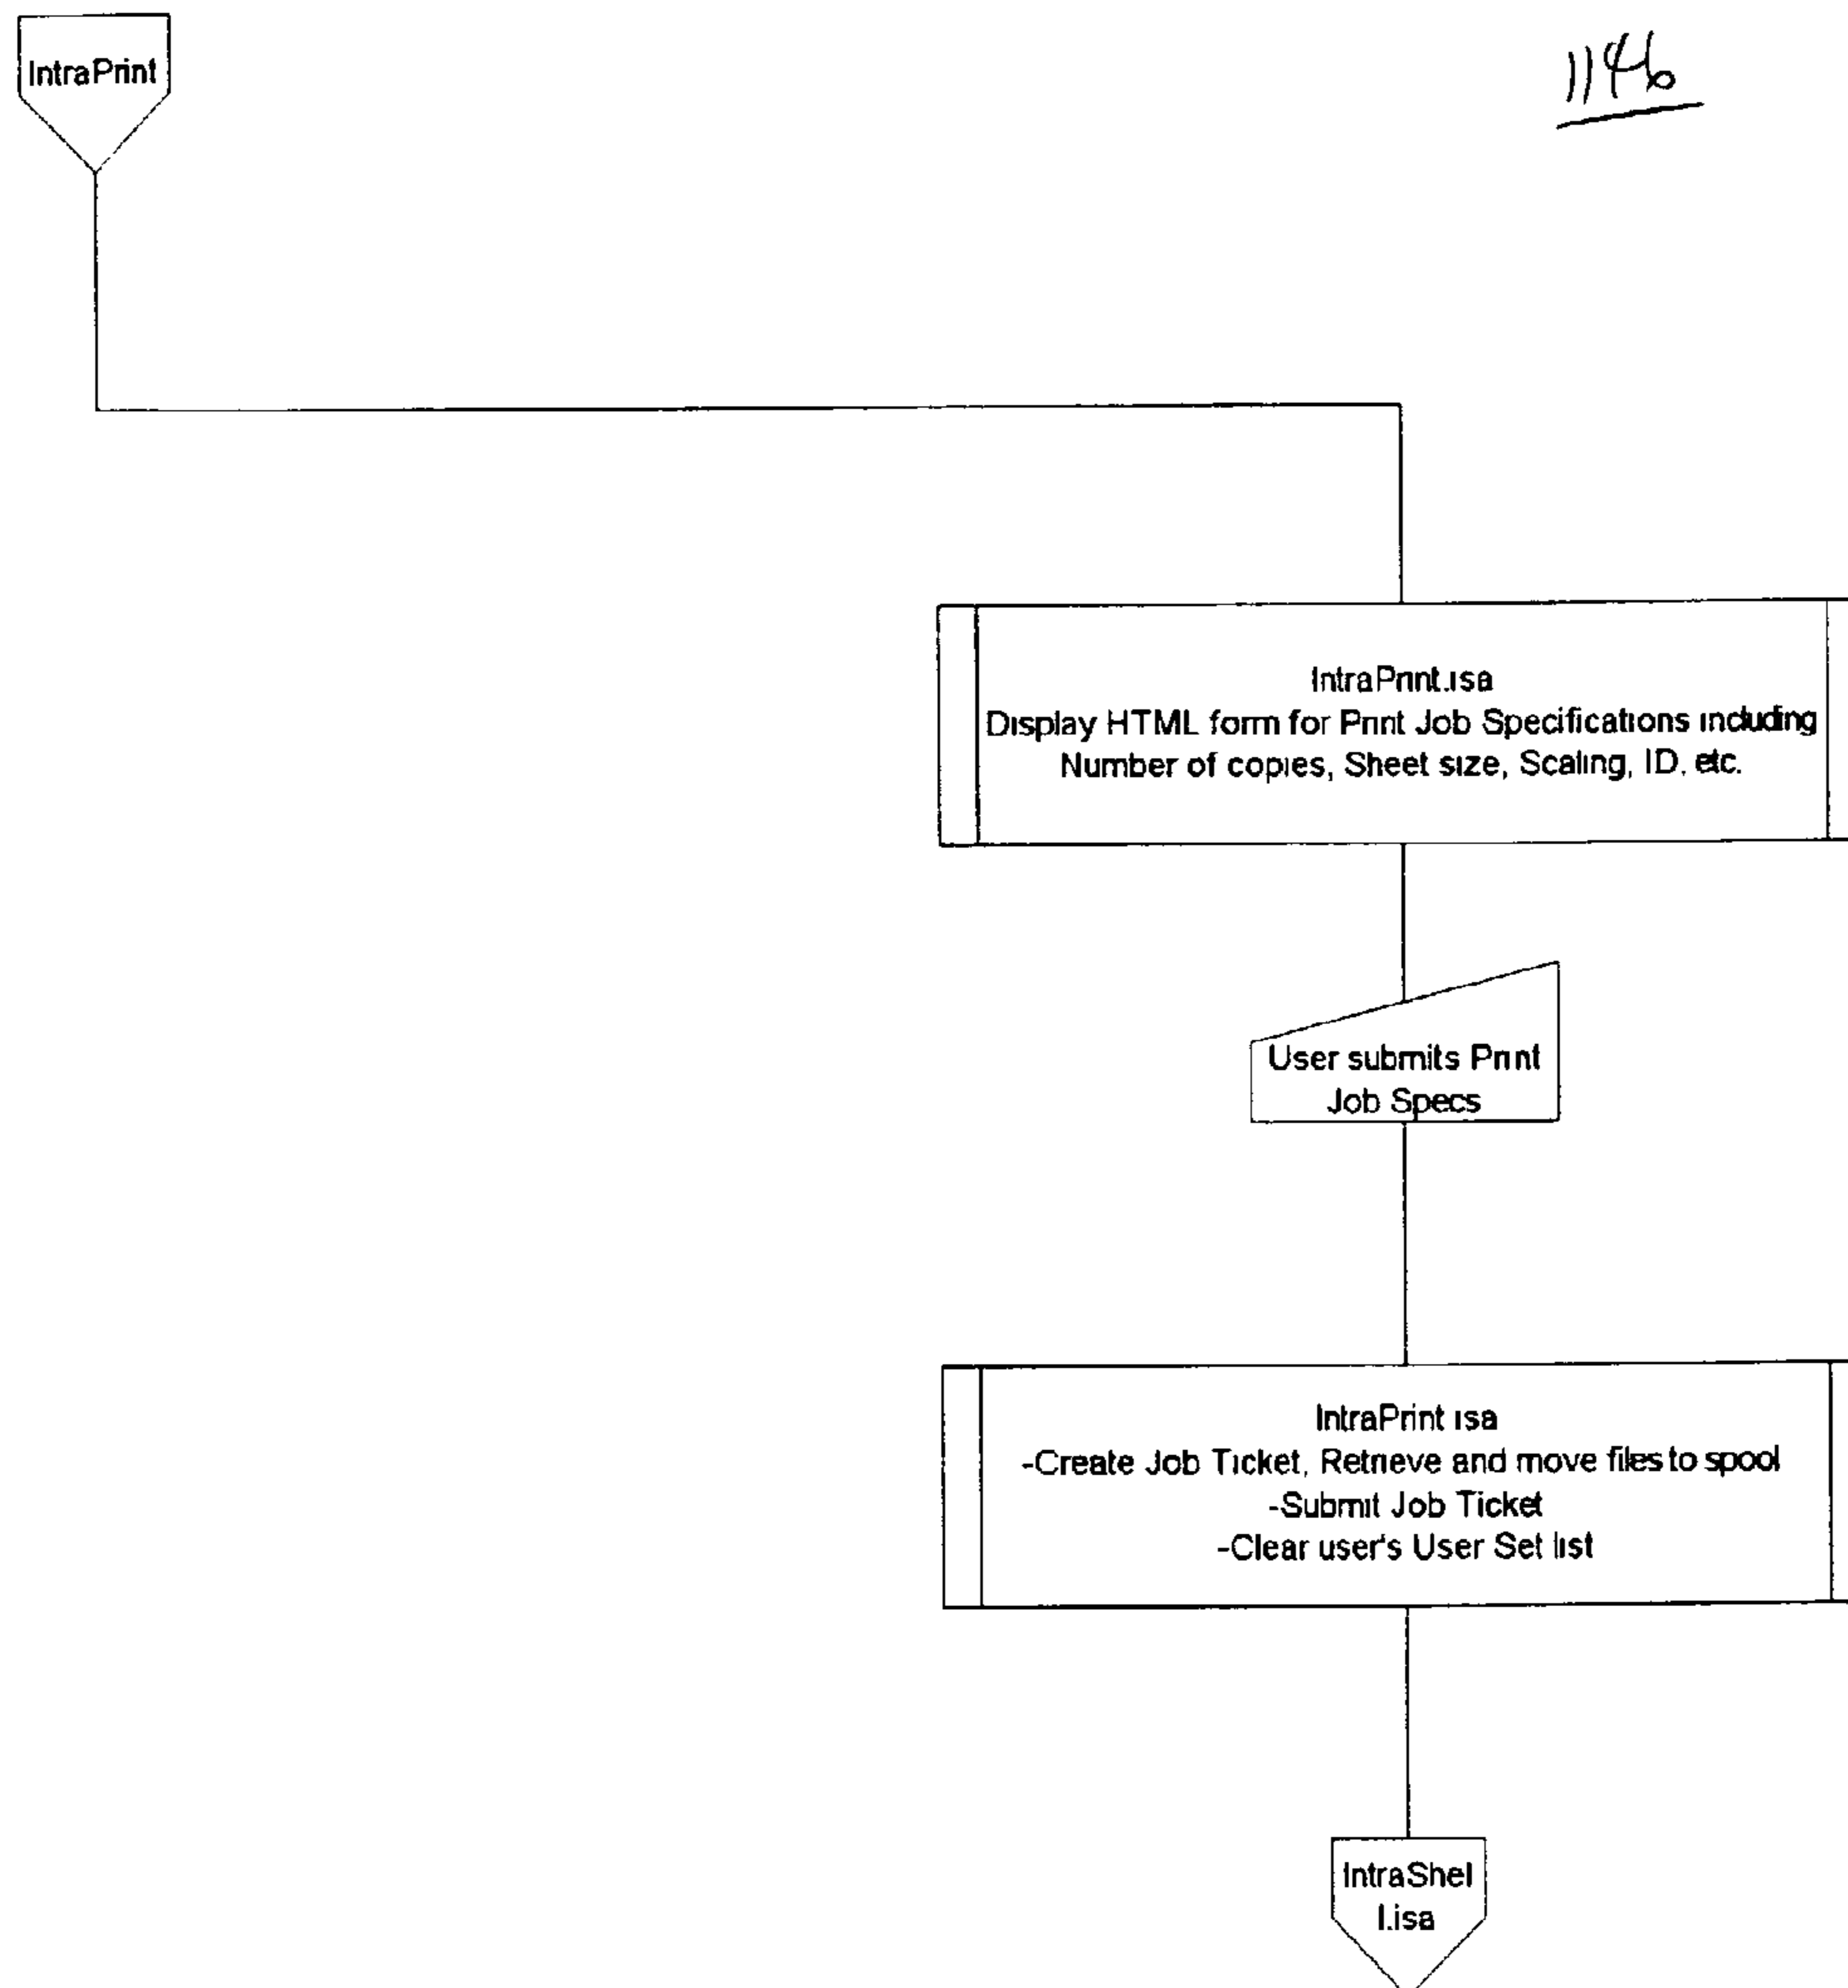 IntraPrint
1146
IntraPrint.isa
Display HTML form for Print Job Specifications including
Number of copies, Sheet size, Scaling, ID, etc.
User submits Print
Job Specs
IntraPrint isa
-Create Job Ticket, Retrieve and move files to spool
-Submit Job Ticket
-Clear user's User Set list
IntraShel
l.isa